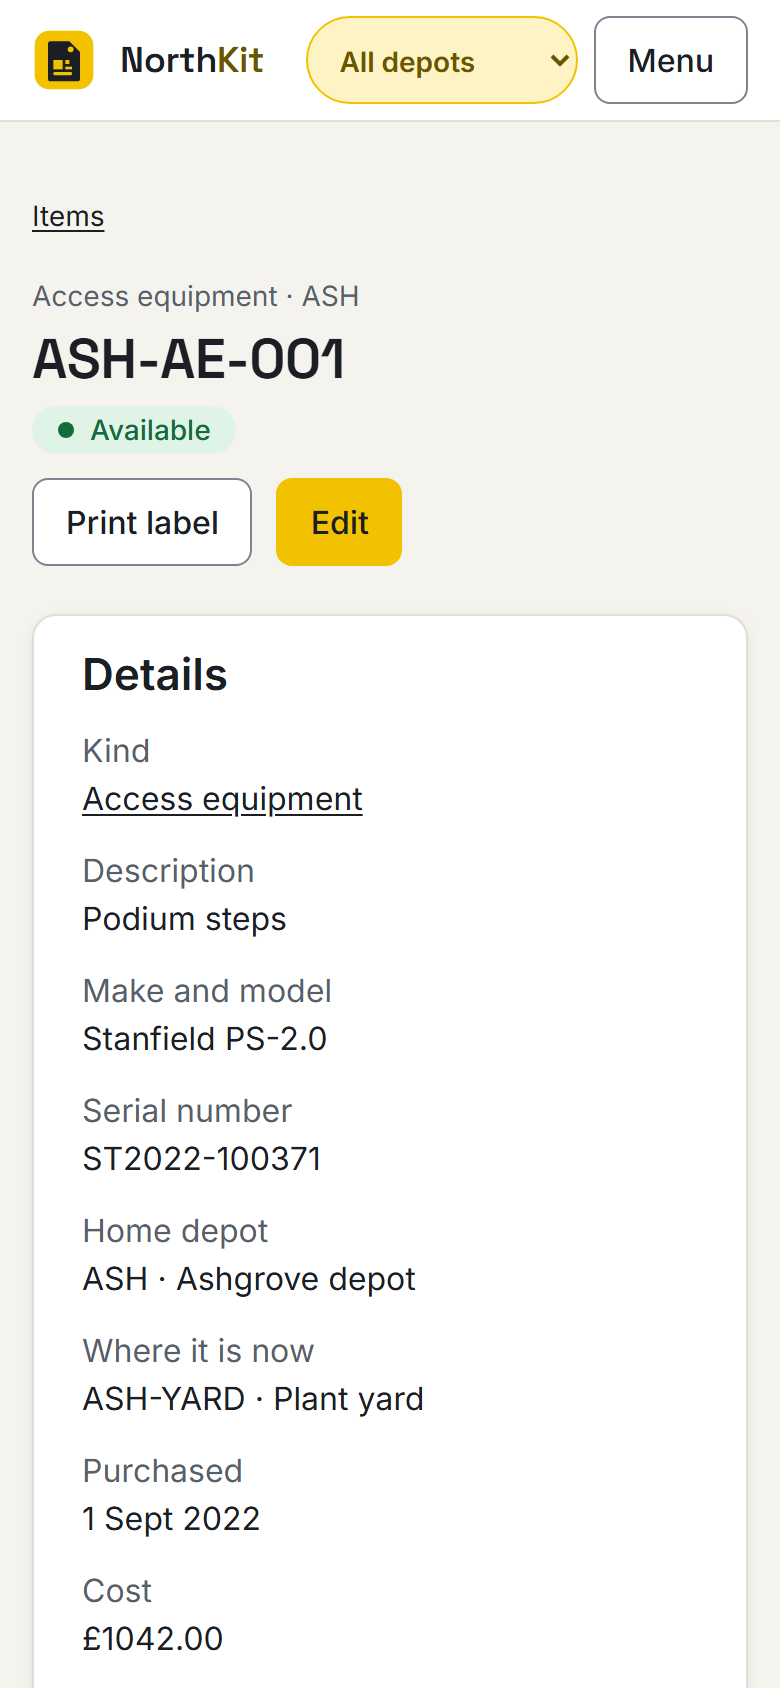 NorthKit
All depots
Menu
Items
Access equipment · ASH
ASH-AE-001
Available
Print label
Edit
Details
Kind
Access equipment
Description
Podium steps
Make and model
Stanfield PS-2.0
Serial number
ST2022-100371
Home depot
ASH · Ashgrove depot
Where it is now
ASH-YARD · Plant yard
Purchased
1 Sept 2022
Cost
£1042.00